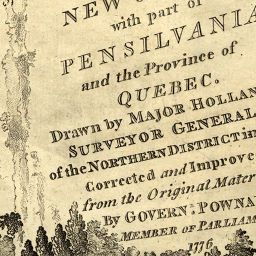 NEW
with part of
PENSILVANIA
and the Province of
QUEBEC.
Drawn by MAJOR HOLLAN
SURVEYOR GENERAL
of the NORTHERN DISTRICT in
Corrected and Improve
from the Original Mater
By GOVERN: POWNA
MEMBER OF PARLIAM
1776